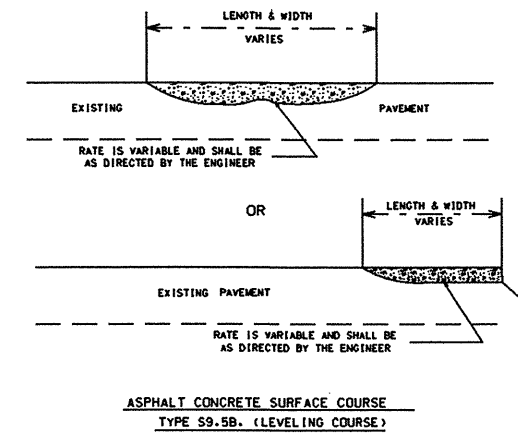 LENGTH & WIDTH
VARIES
EXISTING PAVEMENT
RATE IS VARIABLE AND SHALL BE
AS DIRECTED BY THE ENGINEER
OR
LENGTH & WIDTH
VARIES
EXISTING PAVEMENT
RATE IS VARIABLE AND SHALL BE
AS DIRECTED BY THE ENGINEER
ASPHALT CONCRETE SURFACE COURSE
TYPE S9.5B. (LEVELING COURSE)